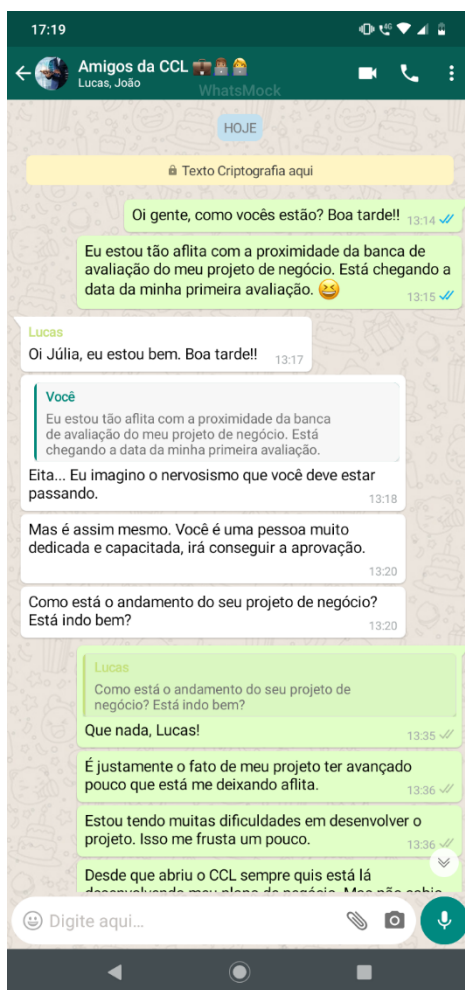 17:19
Amigos da CCL
Lucas, João
WhatsMock
HOJE
Texto Criptografia aqui
Oi gente, como vocês estão? Boa tarde!! 13:14
Eu estou tão aflita com a proximidade da banca de
avaliação do meu projeto de negócio. Está chegando a
data da minha primeira avaliação. 😆 13:15
Lucas
Oi Júlia, eu estou bem. Boa tarde!! 13:17
Você
Eu estou tão aflita com a proximidade da banca
de avaliação do meu projeto de negócio. Está
chegando a data da minha primeira avaliação.
Eita... Eu imagino o nervosismo que você deve estar
passando. 13:18
Mas é assim mesmo. Você é uma pessoa muito
dedicada e capacitada, irá conseguir a aprovação.
13:20
Como está o andamento do seu projeto de negócio?
Está indo bem? 13:20
Lucas
Como está o andamento do seu projeto de
negócio? Está indo bem?
Que nada, Lucas! 13:35
É justamente o fato de meu projeto ter avançado
pouco que está me deixando aflita. 13:36
Estou tendo muitas dificuldades em desenvolver o
projeto. Isso me frusta um pouco. 13:36
Desde que abriu o CCL sempre quis está lá
desenvolvendo meu plano de negócio. Mas não sabia
Digite aqui...